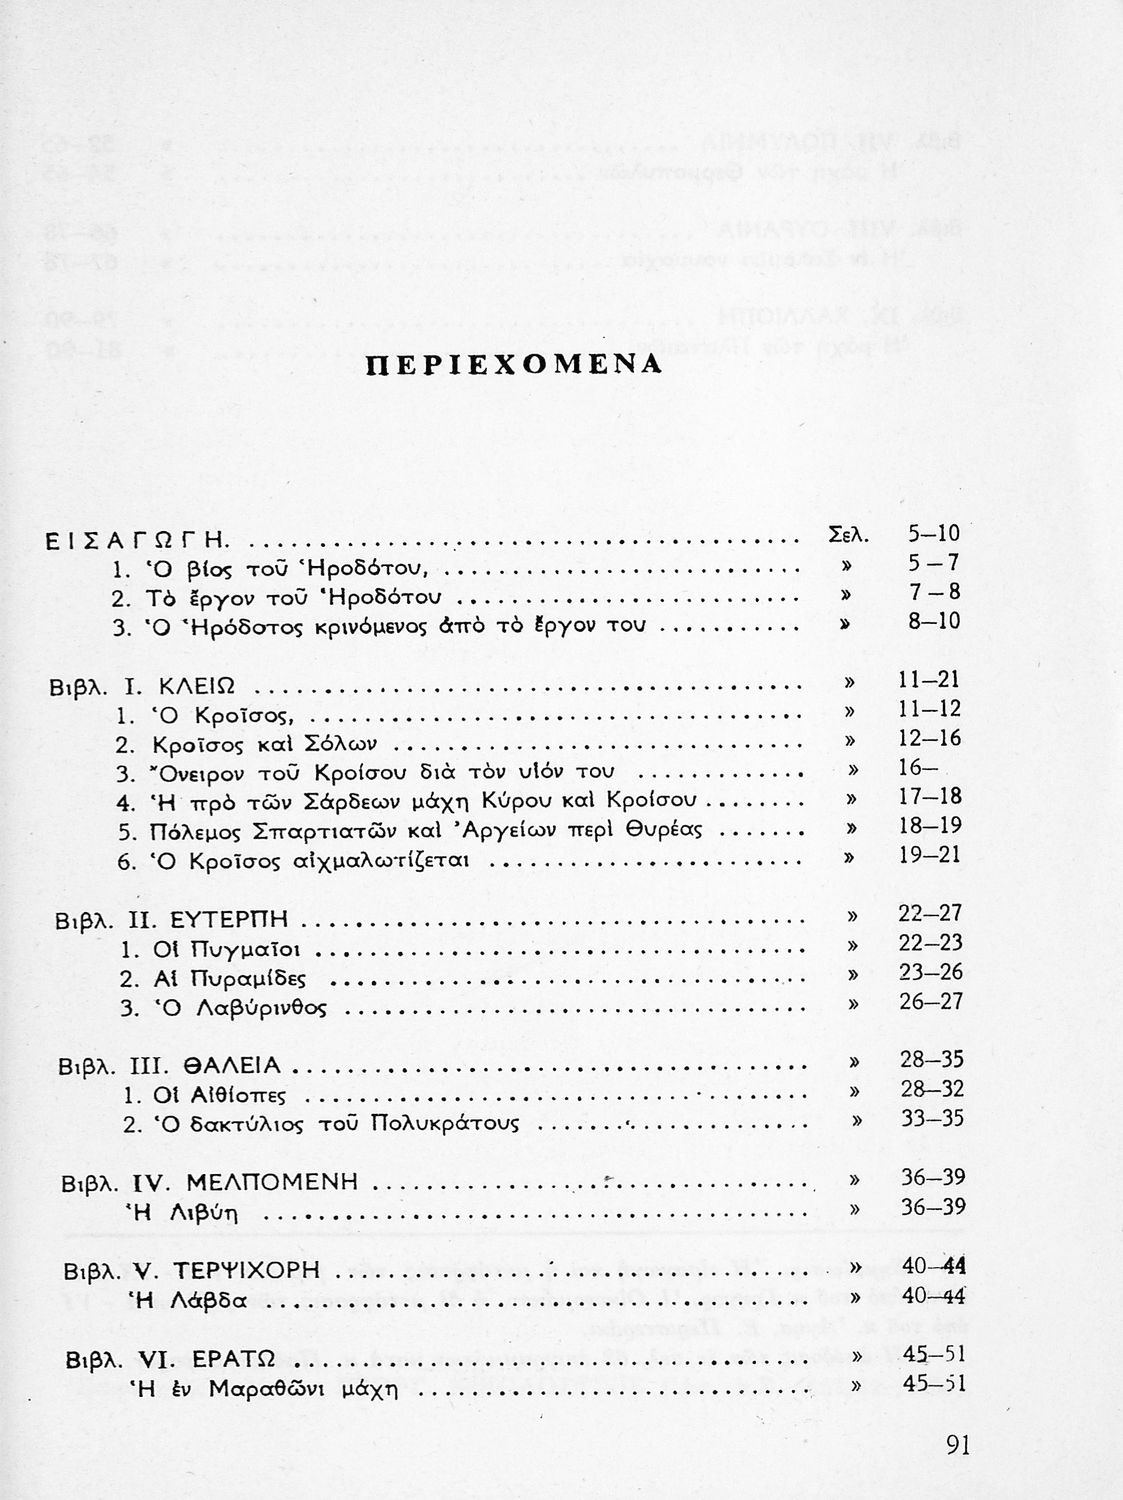 ΠΕΡΙΕΧΟΜΕΝΑ
ΕΙΣΑΓΩΓΗ. ........................................ Σελ. 5–10
1. Ὁ βίος τοῦ Ἡροδότου, ........................... » 5 – 7
2. Τὸ ἔργον τοῦ Ἡροδότου .......................... » 7 – 8
3. Ὁ Ἡρόδοτος κρινόμενος ἀπὸ τὸ ἔργον του ........... » 8–10
Βιβλ. I. ΚΛΕΙΩ ........................................ » 11–21
1. Ὁ Κροῖσος, ..................................... » 11–12
2. Κροῖσος καὶ Σόλων ............................... » 12–16
3. Ὄνειρον τοῦ Κροίσου διὰ τὸν υἱόν του ............. » 16–
4. Ἡ πρὸ τῶν Σάρδεων μάχη Κύρου καὶ Κροίσου ........ » 17–18
5. Πόλεμος Σπαρτιατῶν καὶ Ἀργείων περὶ Θυρέας ....... » 18–19
6. Ὁ Κροῖσος αἰχμαλωτίζεται ........................ » 19–21
Βιβλ. II. ΕΥΤΕΡΠΗ ..................................... » 22–27
1. Οἱ Πυγμαῖοι ..................................... » 22–23
2. Αἱ Πυραμίδες .................................... » 23–26
3. Ὁ Λαβύρινθος ................................... » 26–27
Βιβλ. III. ΘΑΛΕΙΑ ...................................... » 28–35
1. Οἱ Αἰθίοπες ..................................... » 28–32
2. Ὁ δακτύλιος τοῦ Πολυκράτους ..................... » 33–35
Βιβλ. IV. ΜΕΛΠΟΜΕΝΗ ................................. » 36–39
Ἡ Λιβύη ......................................... » 36–39
Βιβλ. V. ΤΕΡΨΙΧΟΡΗ ................................... » 40–44
Ἡ Λάβδα ........................................ » 40–44
Βιβλ. VI. ΕΡΑΤΩ ...................................... » 45–51
Ἡ ἐν Μαραθῶνι μάχη .............................. » 45–51
91